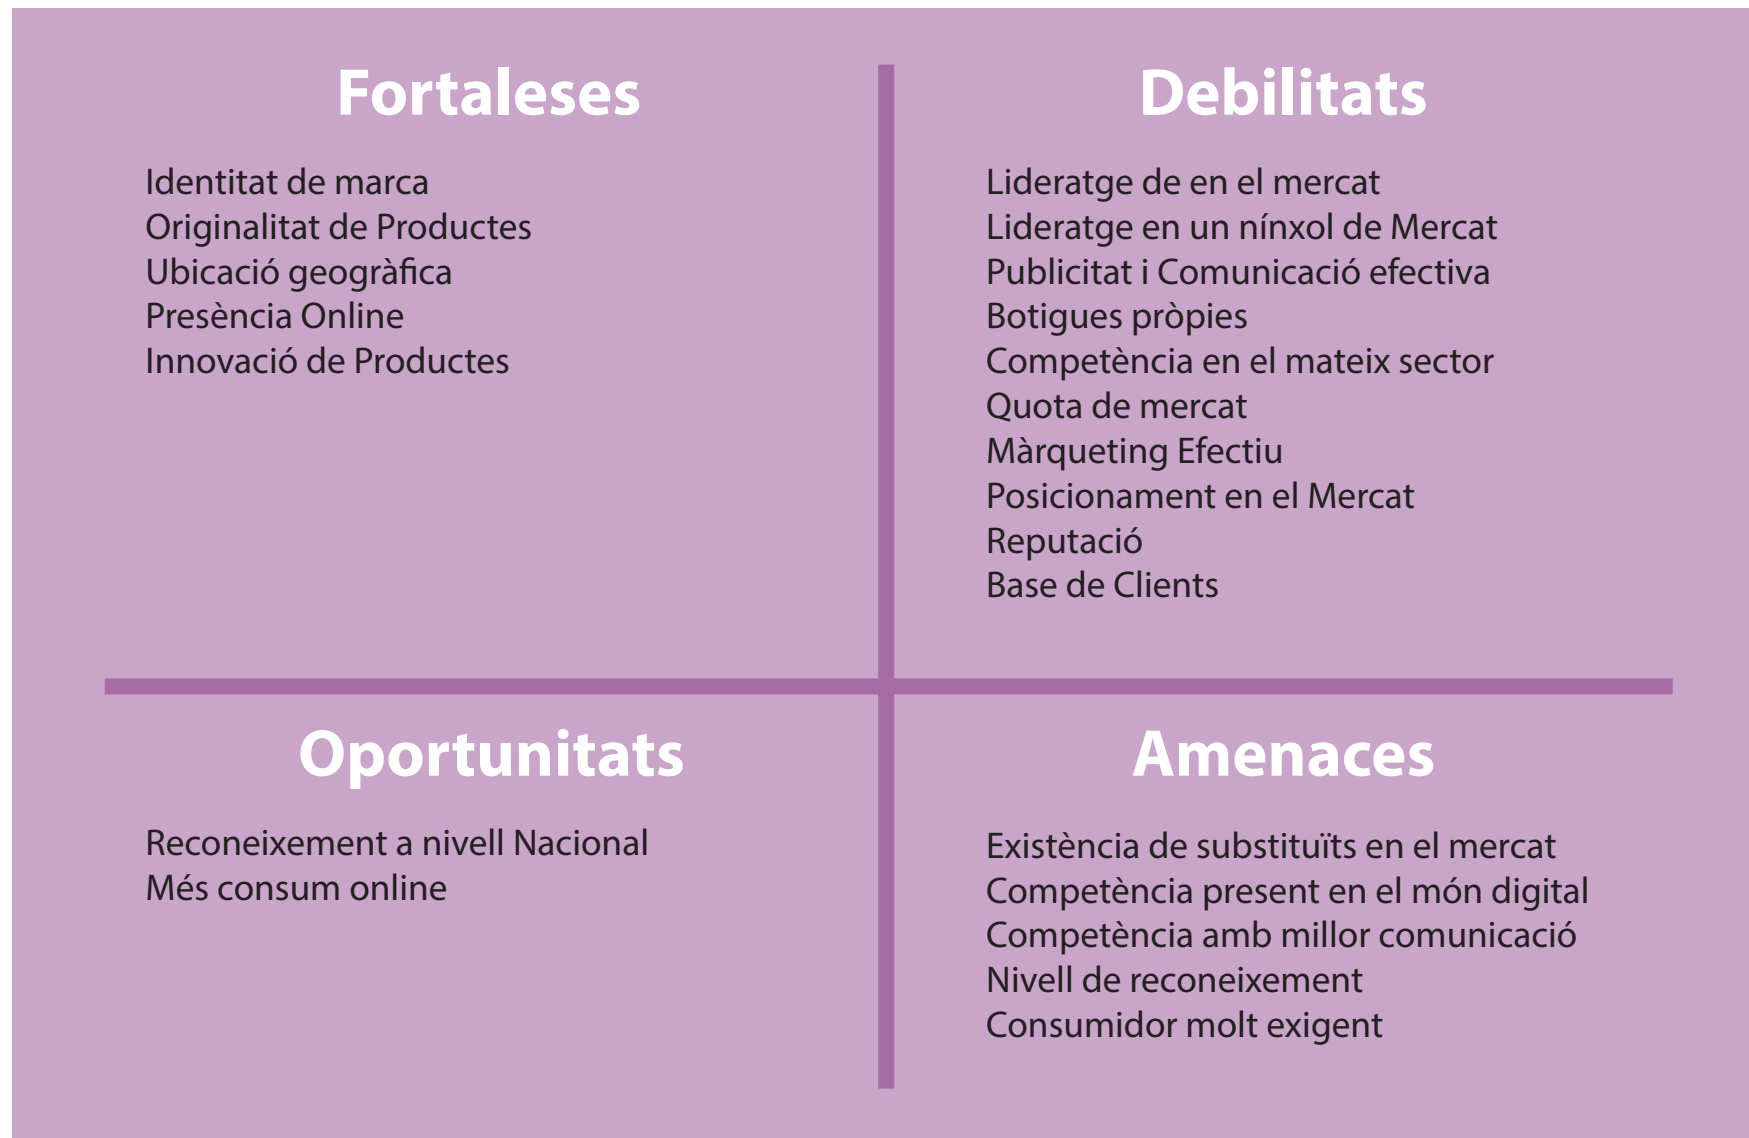 Fortaleses
Identitat de marca
Originalitat de Productes
Ubicació geogràfica
Presència Online
Innovació de Productes
Debilitats
Lideratge de en el mercat
Lideratge en un nínxol de Mercat
Publicitat i Comunicació efectiva
Botigues pròpies
Competència en el mateix sector
Quota de mercat
Màrqueting Efectiu
Posicionament en el Mercat
Reputació
Base de Clients
Oportunitats
Reconeixement a nivell Nacional
Més consum online
Amenaces
Existència de substituïts en el mercat
Competència present en el món digital
Competència amb millor comunicació
Nivell de reconeixement
Consumidor molt exigent